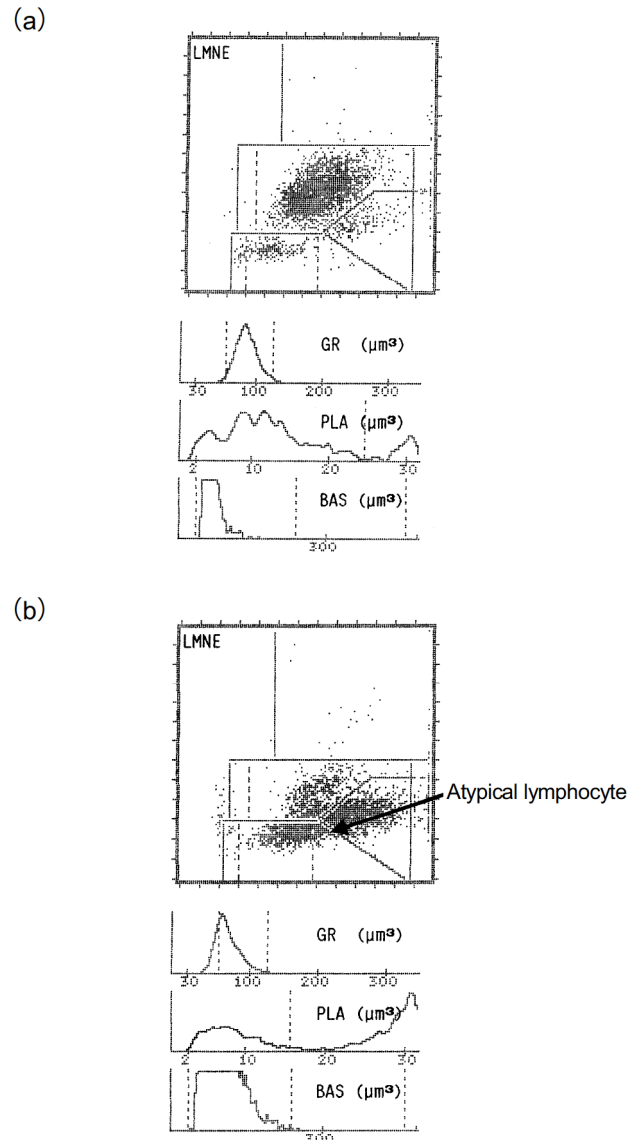 (a)
LMNE
GR (μm³)
30 100 200 300
PLA (μm³)
2 10 20 30
BAS (μm³)
300
(b)
LMNE
Atypical lymphocyte
GR (μm³)
30 100 200 300
PLA (μm³)
2 10 20 30
BAS (μm³)
300